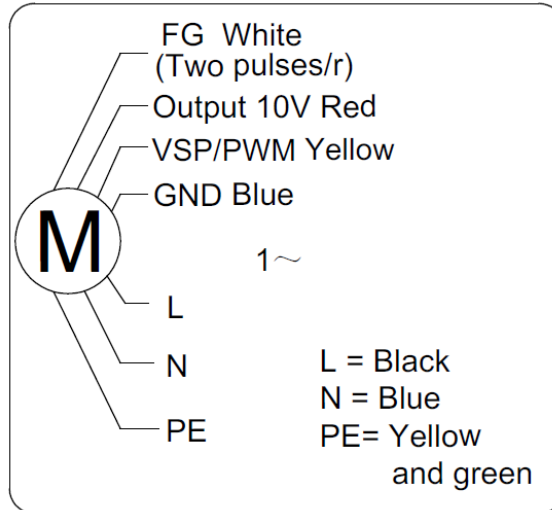 FG White
(Two pulses/r)
Output 10V Red
VSP/PWM Yellow
GND Blue
M
1~
L
N
PE
L = Black
N = Blue
PE= Yellow
and green